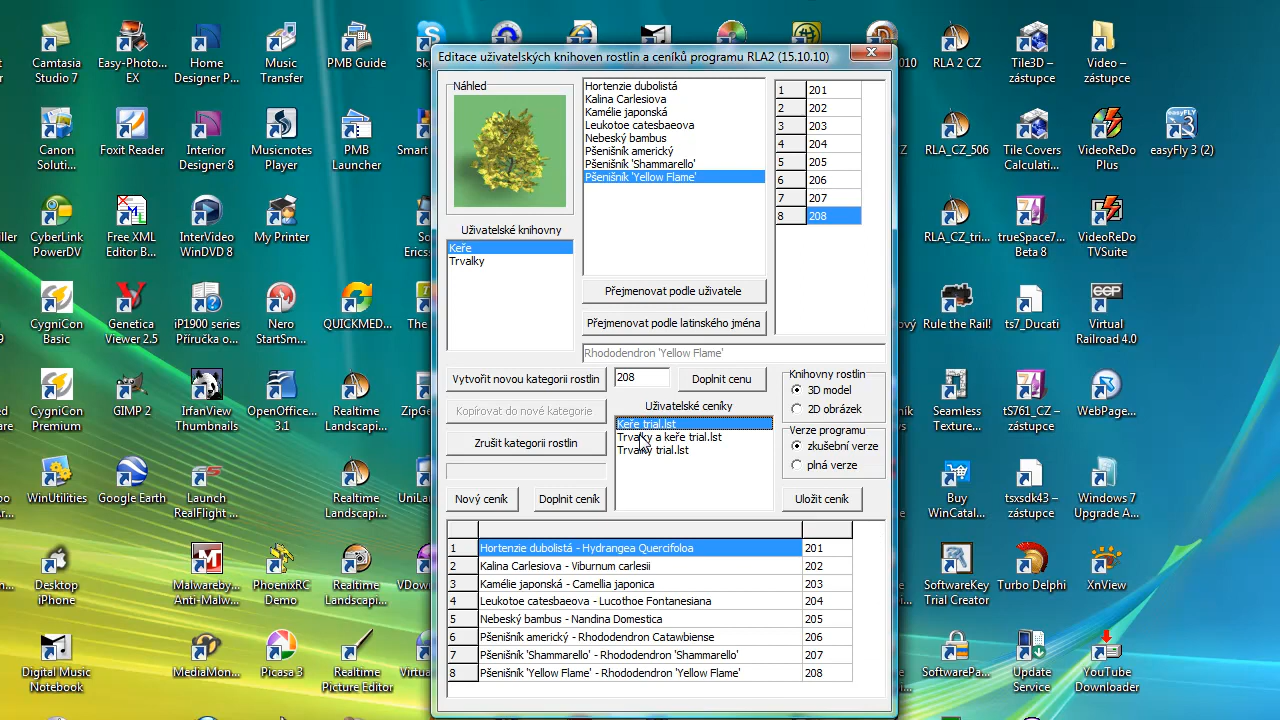 Camtasia
Studio 7
Easy-Photo...
EX
Home
Designer P...
Music
Transfer
PMB Guide
RLA 2 CZ
Tile3D –
zástupce
Video –
zástupce
Canon
Soluti...
Foxit Reader
Interior
Designer 8
Musicnotes
Player
PMB
Launcher
Smart
RLA_CZ_506
Tile Covers
Calculati...
VideoReDo
Plus
easyFLY 3 (2)
CyberLink
PowerDV
Free XML
Editor B...
InterVideo
WinDVD 8
My Printer
RLA_CZ_tri...
trueSpace7...
Beta 8
VideoReDo
TVSuite
CygniCon
Basic
Genetica
Viewer 2.5
iP1900 series
Příručka o...
Nero
StartSm...
QUICKMED...
The
Rule the Rail!
ts7_Ducati
Virtual
Railroad 4.0
CygniCon
Premium
GIMP 2
IrfanView
Thumbnails
OpenOffice...
3.1
Realtime
Landscapi...
ZipGe
Seamless
Texture...
ts761_CZ –
zástupce
WebPage...
WinUtilities
Google Earth
Launch
RealFlight ...
Realtime
Landscapi...
UniLan
Buy
WinCatal...
tsxsdk43 –
zástupce
Windows 7
Upgrade A...
Desktop
iPhone
Malwareby...
Anti-Malw...
PhoenixRC
Demo
Realtime
Landscapi...
VDow
SoftwareKey
Trial Creator
Turbo Delphi
XnView
Digital Music
Notebook
MediaMon...
Picasa 3
Realtime
Picture Editor
Virtua
SoftwarePa...
Update
Service
YouTube
Downloader
Editace uživatelských knihoven rostlin a ceníků programu RLA2 (15.10.10)
Náhled
Hortenzie dubolistá
Kalina Carlesiova
Kamélie japonská
Leukotoe catesbaeova
Nebeský bambus
Pšenišník americký
Pšenišník 'Shammarello'
Pšenišník 'Yellow Flame'
1 201
2 202
3 203
4 204
5 205
6 206
7 207
8 208
Uživatelské knihovny
Keře
Trvalky
Přejmenovat podle uživatele
Přejmenovat podle latinského jména
Rhododendron 'Yellow Flame'
Vytvořit novou kategorii rostlin
208
Doplnit cenu
Kopírovat do nové kategorie
Zrušit kategorii rostlin
Uživatelské ceníky
Keře trial.lst
Trvalky a keře trial.lst
Trvalky trial.lst
Knihovny rostlin
3D model
2D obrázek
Verze programu
zkušební verze
plná verze
Nový ceník
Doplnit ceník
Uložit ceník
1 Hortenzie dubolistá - Hydrangea Quercifoloa 201
2 Kalina Carlesiova - Viburnum carlesii 202
3 Kamélie japonská - Camellia japonica 203
4 Leukotoe catesbaeova - Lucothoe Fontanesiana 204
5 Nebeský bambus - Nandina Domestica 205
6 Pšenišník americký - Rhododendron Catawbiense 206
7 Pšenišník 'Shammarello' - Rhododendron 'Shammarello' 207
8 Pšenišník 'Yellow Flame' - Rhododendron 'Yellow Flame' 208